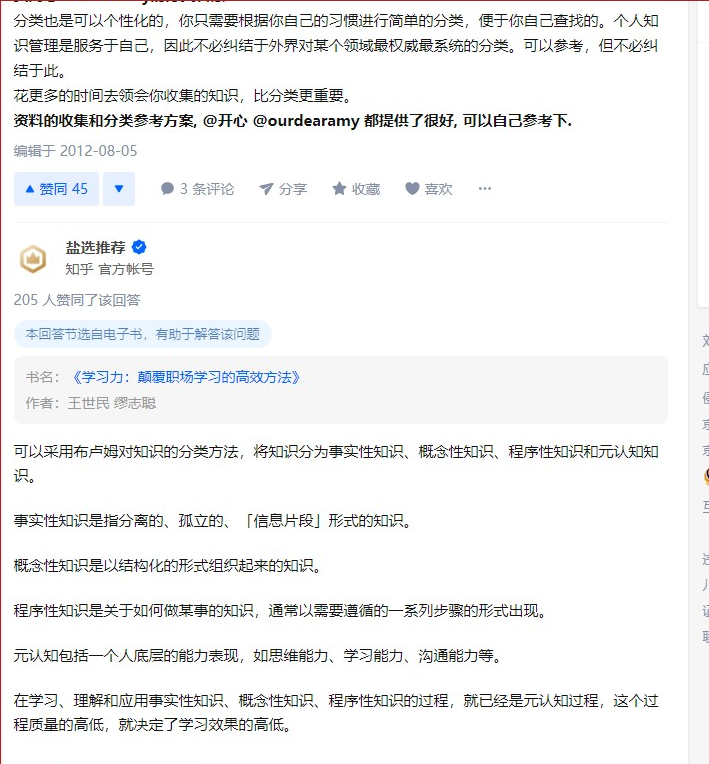 分类也是可以个性化的，你只需要根据你自己的习惯进行简单的分类，便于你自己查找的。个人知
识管理是服务于自己，因此不必纠结于外界对某个领域最权威最系统的分类。可以参考，但不必纠
结于此。
花更多的时间去领会你收集的知识，比分类更重要。
资料的收集和分类参考方案, @开心 @ourdearamy 都提供了很好, 可以自己参考下.
编辑于 2012-08-05
赞同 45
3 条评论
分享
收藏
喜欢
盐选推荐
知乎 官方帐号
205 人赞同了该回答
本回答节选自电子书，有助于解答该问题
书名：《学习力：颠覆职场学习的高效方法》
作者：王世民 缪志聪
可以采用布卢姆对知识的分类方法，将知识分为事实性知识、概念性知识、程序性知识和元认知知
识。
事实性知识是指分离的、孤立的、「信息片段」形式的知识。
概念性知识是以结构化的形式组织起来的知识。
程序性知识是关于如何做某事的知识，通常以需要遵循的一系列步骤的形式出现。
元认知包括一个人底层的能力表现，如思维能力、学习能力、沟通能力等。
在学习、理解和应用事实性知识、概念性知识、程序性知识的过程，就已经是元认知过程，这个过
程质量的高低，就决定了学习效果的高低。